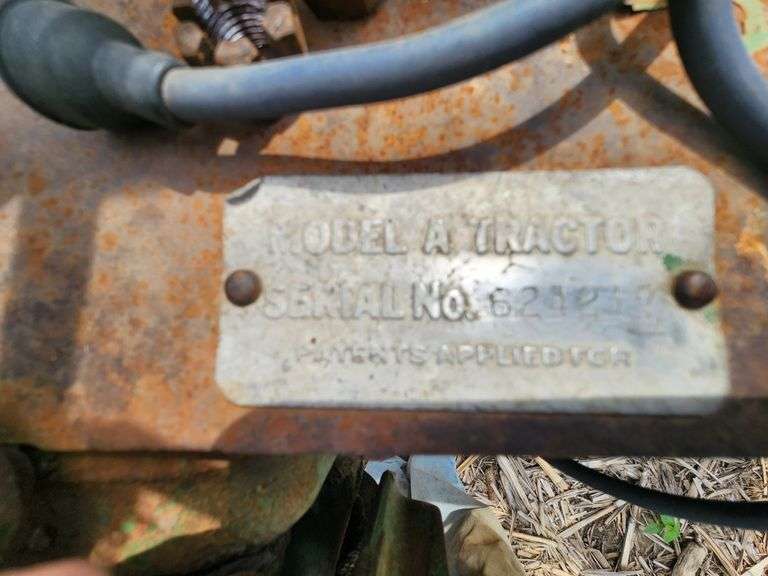 MODEL A TRACTOR
SERIAL NO.
PATENTS APPLIED FOR